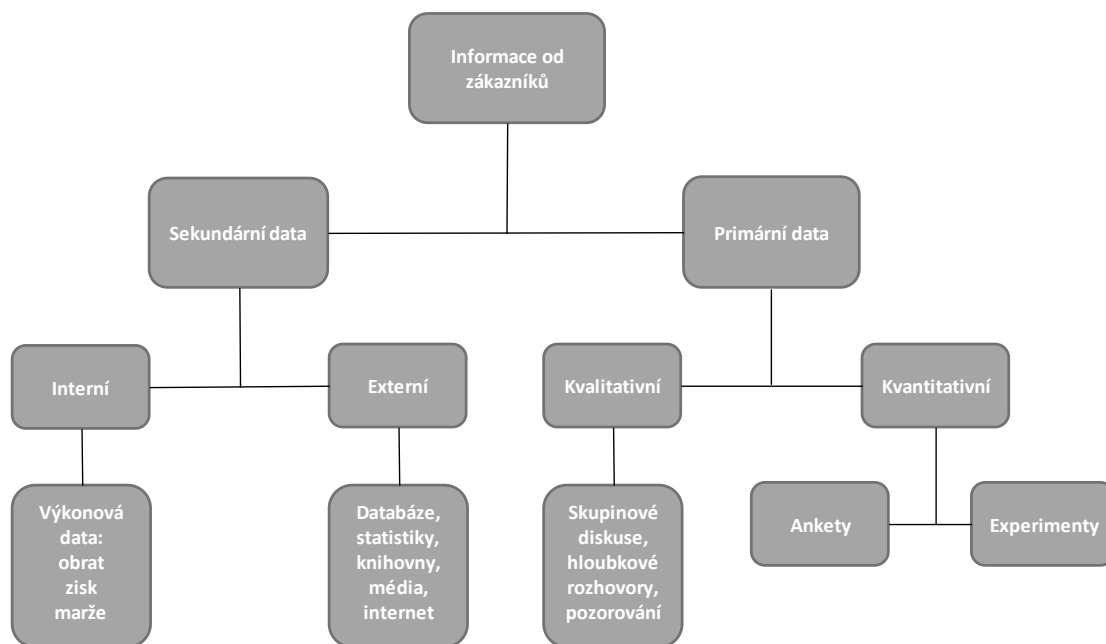 Informace od
zákazníků
Sekundární data
Primární data
Interní
Externí
Kvalitativní
Kvantitativní
Výkonová
data:
obrat
zisk
marže
Databáze,
statistiky,
knihovny,
média,
internet
Skupinové
diskuse,
hloubkové
rozhovory,
pozorování
Ankety
Experimenty